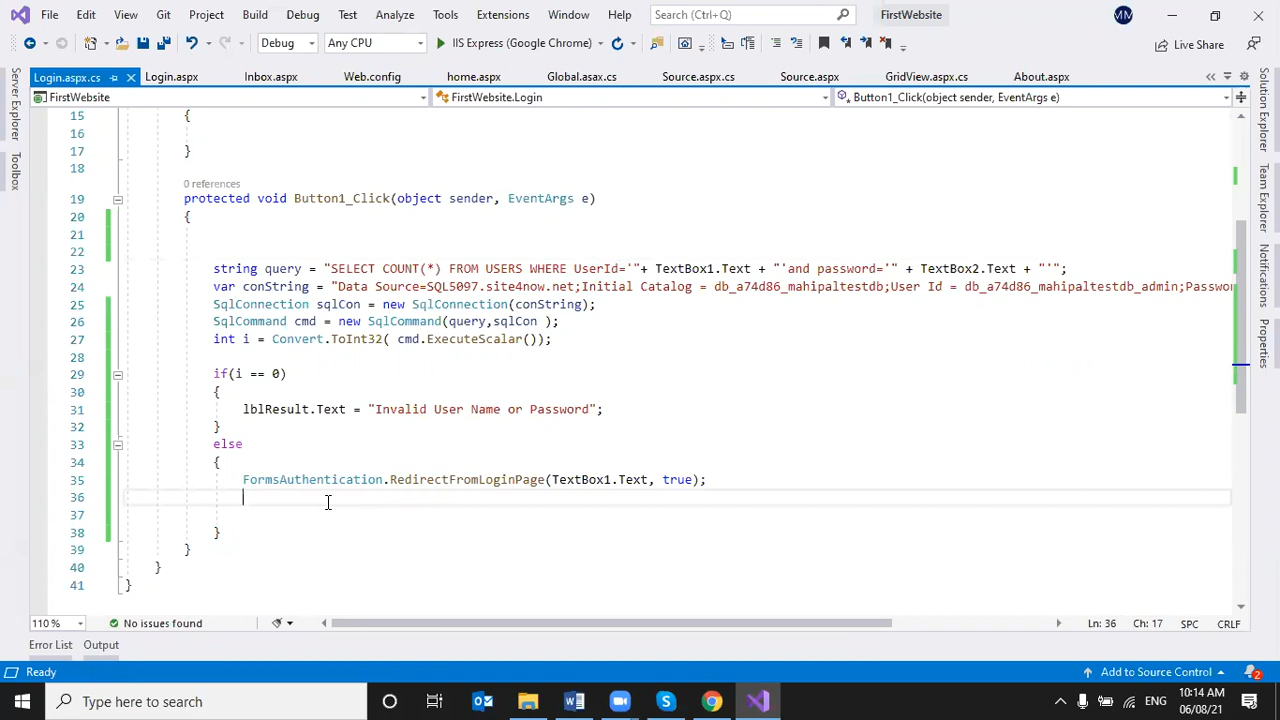 File Edit View Git Project Build Debug Test Analyze Tools Extensions Window Help Search (Ctrl+Q) FirstWebsite MM
Debug Any CPU IIS Express (Google Chrome) Live Share
Login.aspx.cs Login.aspx Inbox.aspx Web.config home.aspx Global.asax.cs Source.aspx.cs Source.aspx GridView.aspx.cs About.aspx
FirstWebsite FirstWebsite.Login Button1_Click(object sender, EventArgs e)
Server Explorer
Toolbox
Solution Explorer
Team Explorer
Notifications
Properties
15 {
16
17 }
18
0 references
19 protected void Button1_Click(object sender, EventArgs e)
20 {
21
22
23 string query = "SELECT COUNT(*) FROM USERS WHERE UserId='"+ TextBox1.Text + "'and password='" + TextBox2.Text + "'";
24 var conString = "Data Source=SQL5097.site4now.net;Initial Catalog = db_a74d86_mahipaltestdb;User Id = db_a74d86_mahipaltestdb_admin;Passwor
25 SqlConnection sqlCon = new SqlConnection(conString);
26 SqlCommand cmd = new SqlCommand(query,sqlCon );
27 int i = Convert.ToInt32( cmd.ExecuteScalar());
28
29 if(i == 0)
30 {
31 lblResult.Text = "Invalid User Name or Password";
32 }
33 else
34 {
35 FormsAuthentication.RedirectFromLoginPage(TextBox1.Text, true);
36
37
38 }
39 }
40 }
41 }
110 % No issues found Ln: 36 Ch: 17 SPC CRLF
Error List Output
Ready Add to Source Control 2
Type here to search ENG 10:14 AM
06/08/21